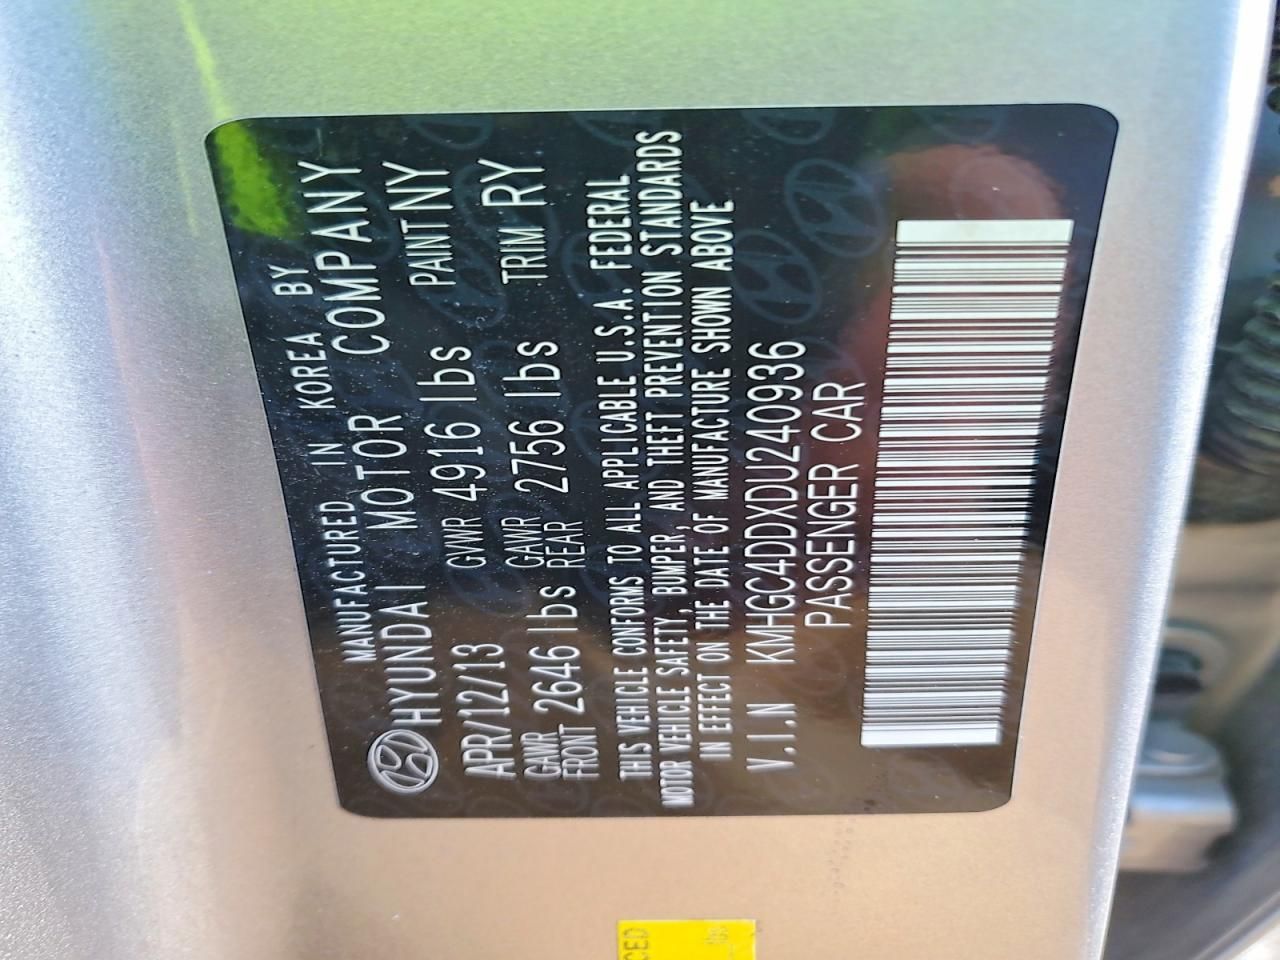 MANUFACTURED IN KOREA BY
HYUNDAI MOTOR COMPANY
APR/12/13 GVWR 4916 lbs PAINT NY
GAWR FRONT 2646 lbs GAWR REAR 2756 lbs TRIM RY
THIS VEHICLE CONFORMS TO ALL APPLICABLE U.S.A. FEDERAL
MOTOR VEHICLE SAFETY, BUMPER, AND THEFT PREVENTION STANDARDS
IN EFFECT ON THE DATE OF MANUFACTURE SHOWN ABOVE
V.I.N KMHGC4DDXDU240936
PASSENGER CAR